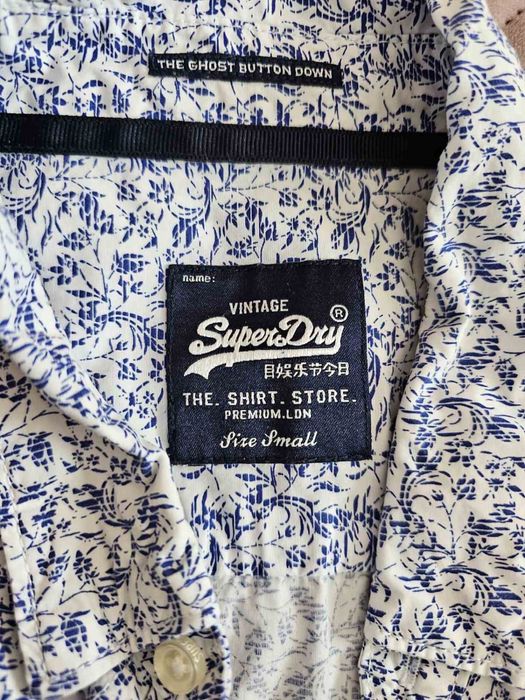 THE GHOST BUTTON DOWN
name:
VINTAGE
SuperDry®
目娱乐节今日
THE. SHIRT. STORE.
PREMIUM.LDN
Size Small